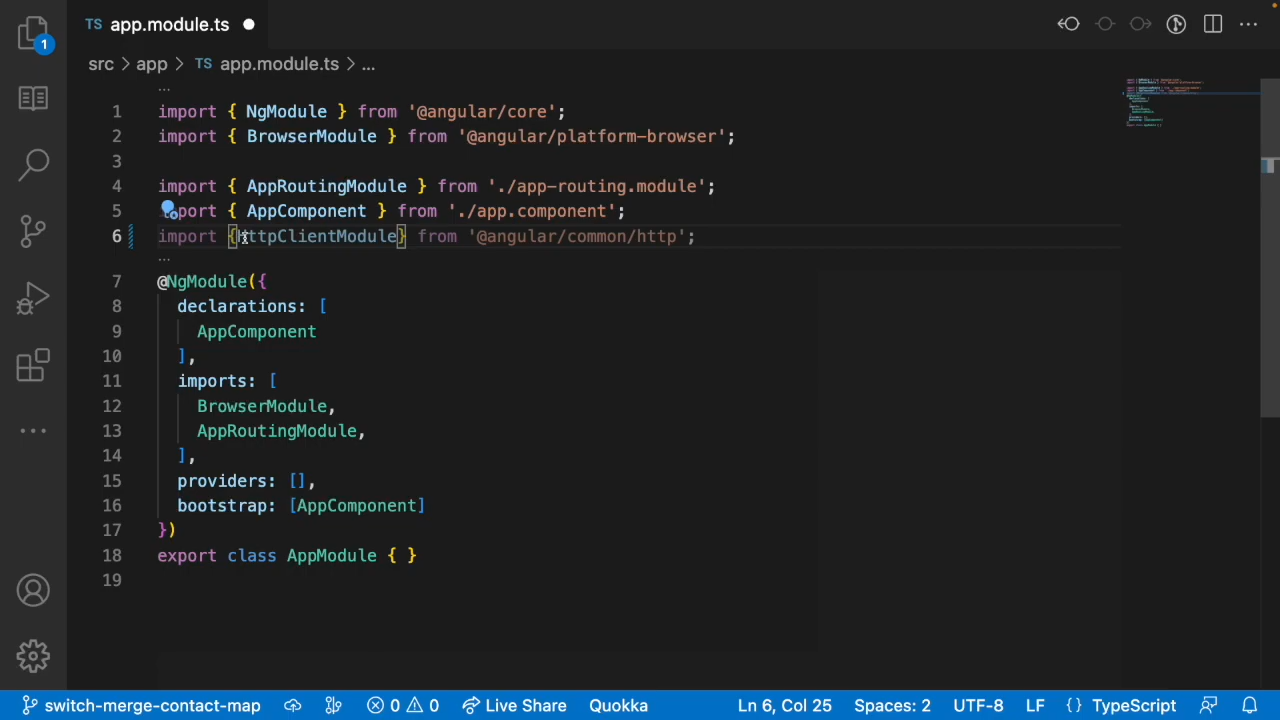 TS app.module.ts
src > app > TS app.module.ts > ...
...
1 import { NgModule } from '@angular/core';
2 import { BrowserModule } from '@angular/platform-browser';
3
4 import { AppRoutingModule } from './app-routing.module';
5 import { AppComponent } from './app.component';
6 import {HttpClientModule} from '@angular/common/http';
...
7 @NgModule({
8 declarations: [
9 AppComponent
10 ],
11 imports: [
12 BrowserModule,
13 AppRoutingModule,
14 ],
15 providers: [],
16 bootstrap: [AppComponent]
17 })
18 export class AppModule { }
19
1
switch-merge-contact-map 0 0 Live Share Quokka Ln 6, Col 25 Spaces: 2 UTF-8 LF {} TypeScript